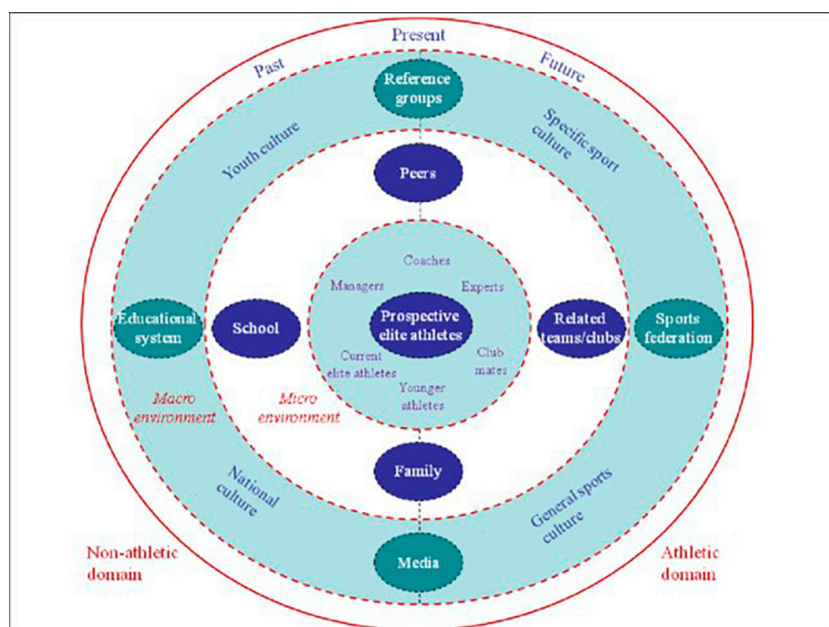 Present
Past
Future
Reference
groups
Youth culture
Specific sport
culture
Peers
Coaches
Managers
Experts
Educational
system
School
Prospective
elite athletes
Related
teams/clubs
Sports
federation
Current
elite athletes
Club
mates
Younger
athletes
Macro
environment
Micro
environment
Family
National
culture
General sports
culture
Media
Non-athletic
domain
Athletic
domain